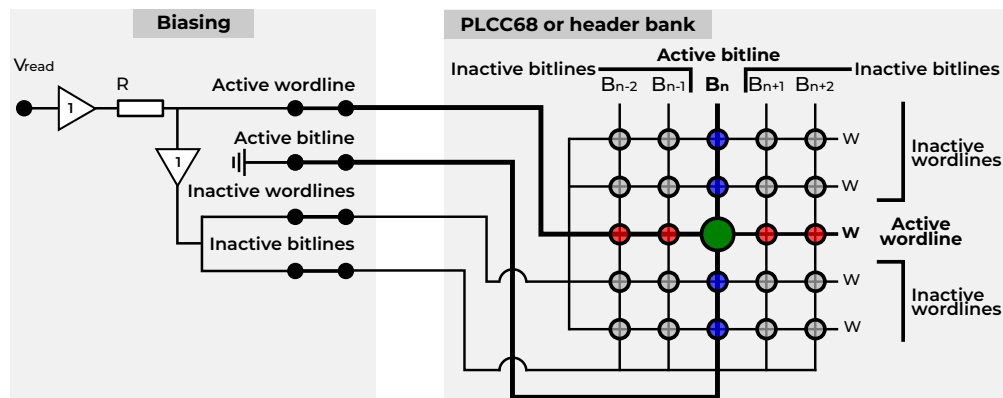 Biasing
PLCC68 or header bank
Vread
1
R
1
Active wordline
Active bitline
Inactive wordlines
Inactive bitlines
Active bitline
Inactive bitlines
Inactive bitlines
Bn-2 Bn-1 Bn Bn+1 Bn+2
W
W
W
W
W
Inactive
wordlines
Active
wordline
Inactive
wordlines